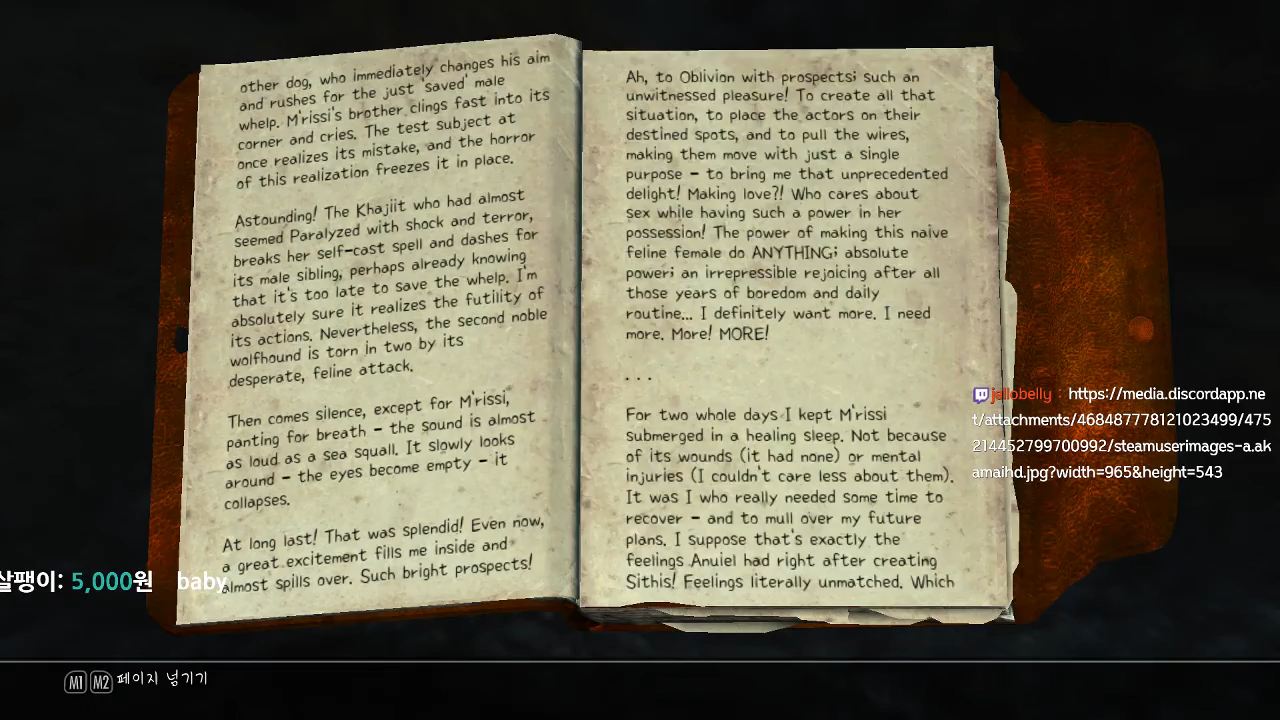 other dog, who immediately changes his aim
and rushes for the just 'saved' male
whelp. M'rissi's brother clings fast into its
corner and cries. The test subject at
once realizes its mistake, and the horror
of this realization freezes it in place.
Astounding! The Khajiit who had almost
seemed Paralyzed with shock and terror,
breaks her self-cast spell and dashes for
its male sibling, perhaps already knowing
that it's too late to save the whelp. I'm
absolutely sure it realizes the futility of
its actions. Nevertheless, the second noble
wolfhound is torn in two by its
desperate, feline attack.
Then comes silence, except for M'rissi,
panting for breath - the sound is almost
as loud as a sea squall. It slowly looks
around - the eyes become empty - it
collapses.
At long last! That was splendid! Even now,
a great excitement fills me inside and
almost spills over. Such bright prospects!
Ah, to Oblivion with prospects; such an
unwitnessed pleasure! To create all that
situation, to place the actors on their
destined spots, and to pull the wires,
making them move with just a single
purpose - to bring me that unprecedented
delight! Making love?! Who cares about
sex while having such a power in her
possession! The power of making this naive
feline female do ANYTHING; absolute
power; an irrepressible rejoicing after all
those years of boredom and daily
routine... I definitely want more. I need
more. More! MORE!
. . .
For two whole days I kept M'rissi
submerged in a healing sleep. Not because
of its wounds (it had none) or mental
injuries (I couldn't care less about them).
It was I who really needed some time to
recover - and to mull over my future
plans. I suppose that's exactly the
feelings Anuiel had right after creating
Sithis! Feelings literally unmatched. Which
jellobelly : https://media.discordapp.ne
t/attachments/468487778121023499/475
214452799700992/steamuserimages-a.ak
amaihd.jpg?width=965&height=543
살팽이: 5,000원 baby
M1 M2 페이지 넘기기